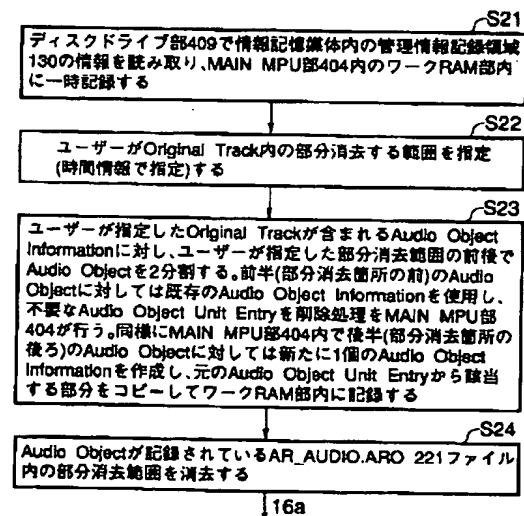 S21
ディスクドライブ部409で情報記憶媒体内の管理情報記録領域
130の情報を読み取り、MAIN MPU部404内のワークRAM部内
に一時記録する
S22
ユーザーがOriginal Track内の部分消去する範囲を指定
(時間情報で指定)する
S23
ユーザーが指定したOriginal Trackが含まれるAudio Object
Informationに対し、ユーザーが指定した部分消去範囲の前後で
Audio Objectを2分割する。前半(部分消去箇所の前)のAudio
Objectに対しては既存のAudio Object Informationを使用し、
不要なAudio Object Unit Entryを削除処理をMAIN MPU部
404が行う。同様にMAIN MPU部404内で後半(部分消去箇所の
後ろ)のAudio Objectに対しては新たに1個のAudio Object
Informationを作成し、元のAudio Object Unit Entryから該当
する部分をコピーしてワークRAM部内に記録する
S24
Audio Objectが記録されているAR_AUDIO.ARO 221ファイル
内の部分消去範囲を消去する
16a